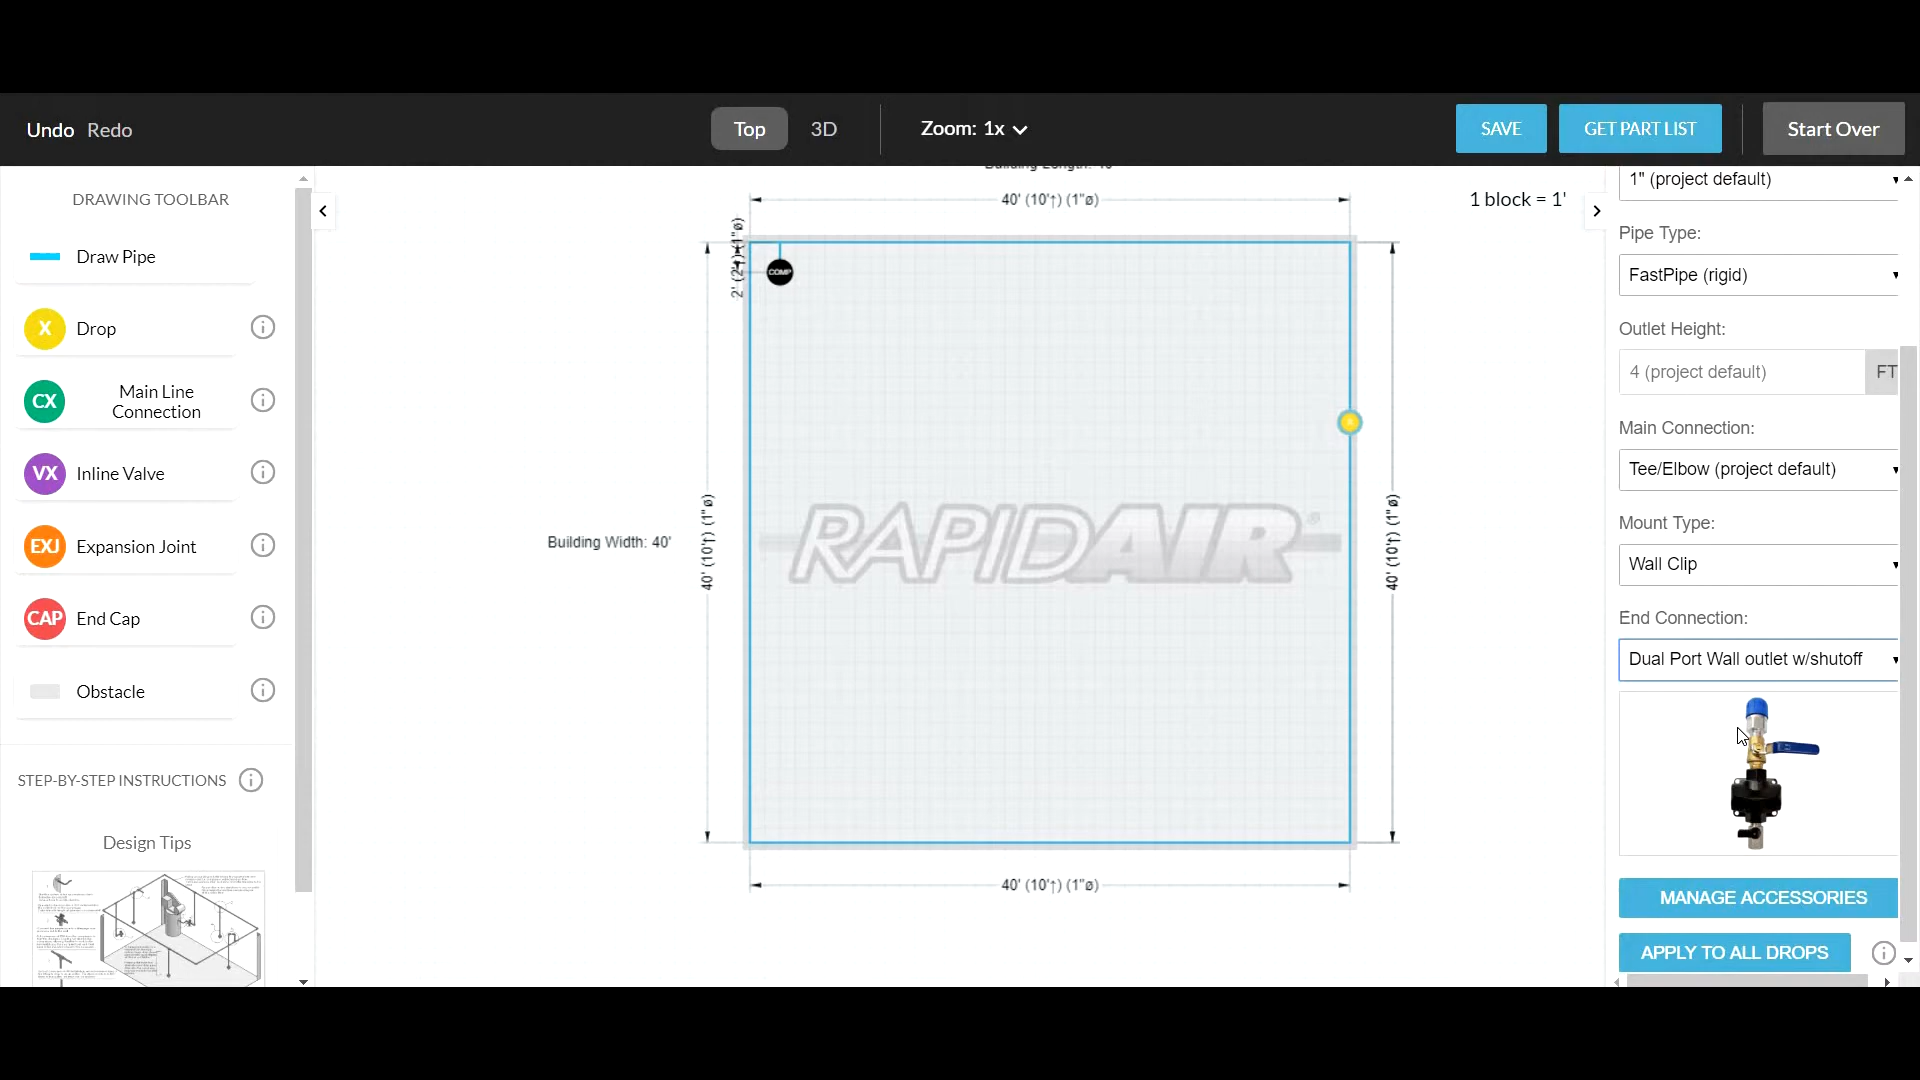 Undo Redo
Top 3D Zoom: 1x
SAVE GET PART LIST Start Over
DRAWING TOOLBAR
Draw Pipe
X Drop
CX Main Line
Connection
VX Inline Valve
EXJ Expansion Joint
CAP End Cap
Obstacle
STEP-BY-STEP INSTRUCTIONS
Design Tips
40' (10'↑) (1"ø)
1 block = 1'
2' (2'↑) (1"ø)
COMP
X
Building Width: 40'
40' (10'↑) (1"ø)
RAPIDAIR®
40' (10'↑) (1"ø)
40' (10'↑) (1"ø)
1" (project default)
Pipe Type:
FastPipe (rigid)
Outlet Height:
4 (project default) FT
Main Connection:
Tee/Elbow (project default)
Mount Type:
Wall Clip
End Connection:
Dual Port Wall outlet w/shutoff
MANAGE ACCESSORIES
APPLY TO ALL DROPS